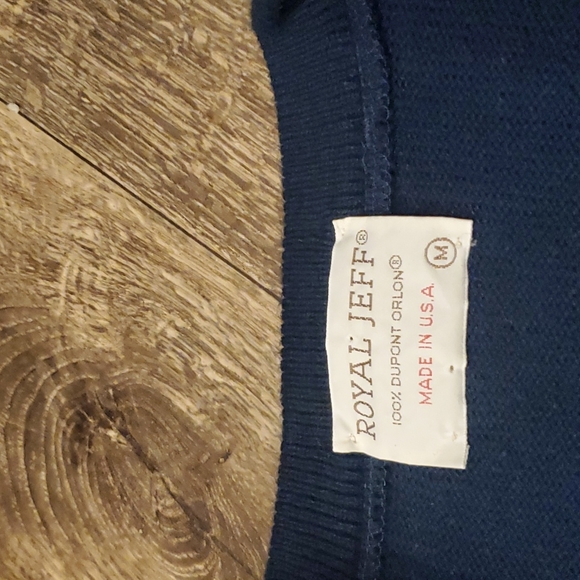 ROYAL JEFF®
100% DUPONT ORLON®
MADE IN U.S.A.
M